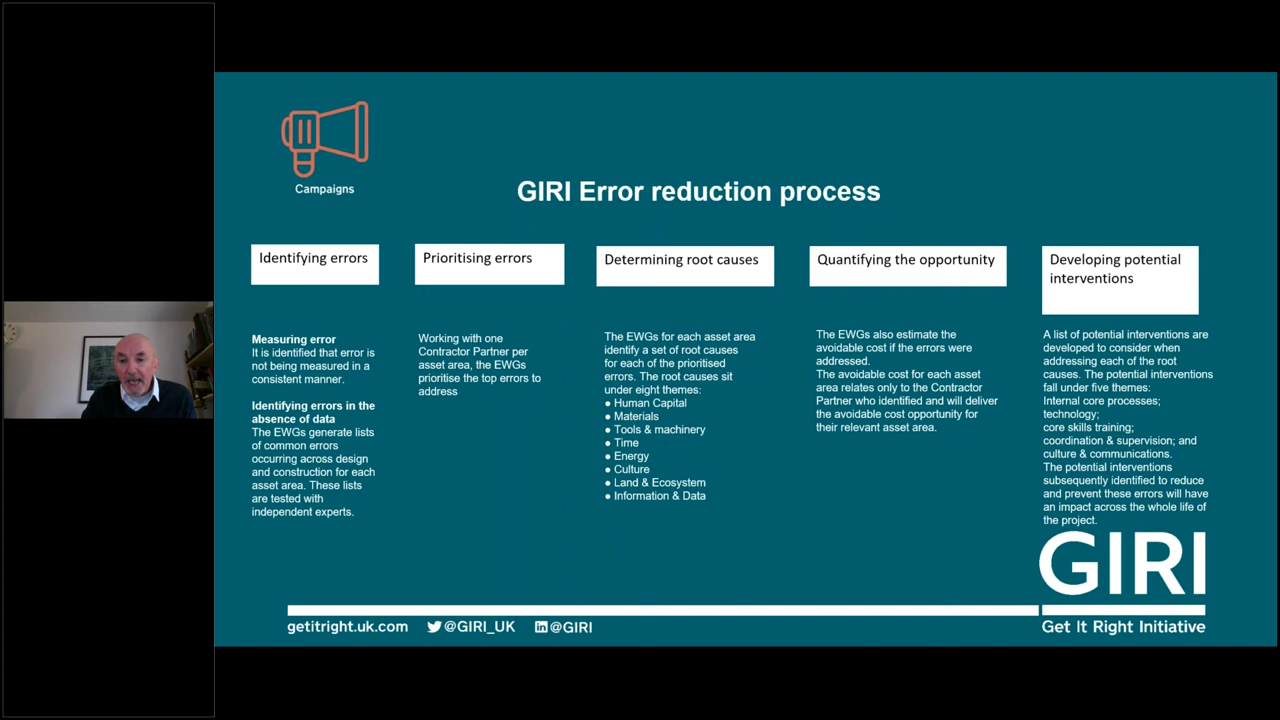 Campaigns
GIRI Error reduction process
Identifying errors
Measuring error
It is identified that error is
not being measured in a
consistent manner.
Identifying errors in the
absence of data
The EWGs generate lists
of common errors
occurring across design
and construction for each
asset area. These lists
are tested with
independent experts.
Prioritising errors
Working with one
Contractor Partner per
asset area, the EWGs
prioritise the top errors to
address
Determining root causes
The EWGs for each asset area
identify a set of root causes
for each of the prioritised
errors. The root causes sit
under eight themes:
● Human Capital
● Materials
● Tools & machinery
● Time
● Energy
● Culture
● Land & Ecosystem
● Information & Data
Quantifying the opportunity
The EWGs also estimate the
avoidable cost if the errors were
addressed.
The avoidable cost for each asset
area relates only to the Contractor
Partner who identified and will deliver
the avoidable cost opportunity for
their relevant asset area.
Developing potential
interventions
A list of potential interventions are
developed to consider when
addressing each of the root
causes. The potential interventions
fall under five themes:
Internal core processes;
technology;
core skills training;
coordination & supervision; and
culture & communications.
The potential interventions
subsequently identified to reduce
and prevent these errors will have
an impact across the whole life of
the project.
GIRI
getitright.uk.com @GIRI_UK in @GIRI
Get It Right Initiative